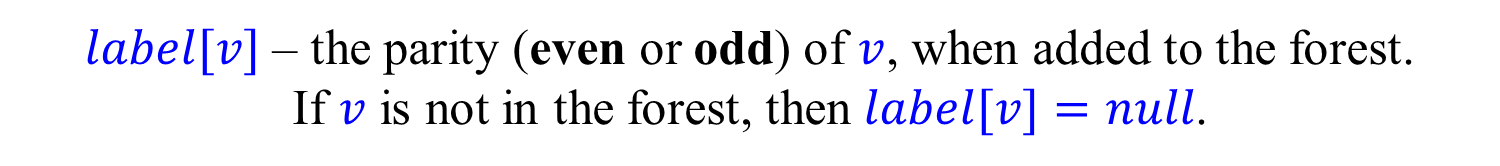 label[v] – the parity (even or odd) of v, when added to the forest.
If v is not in the forest, then label[v] = null.